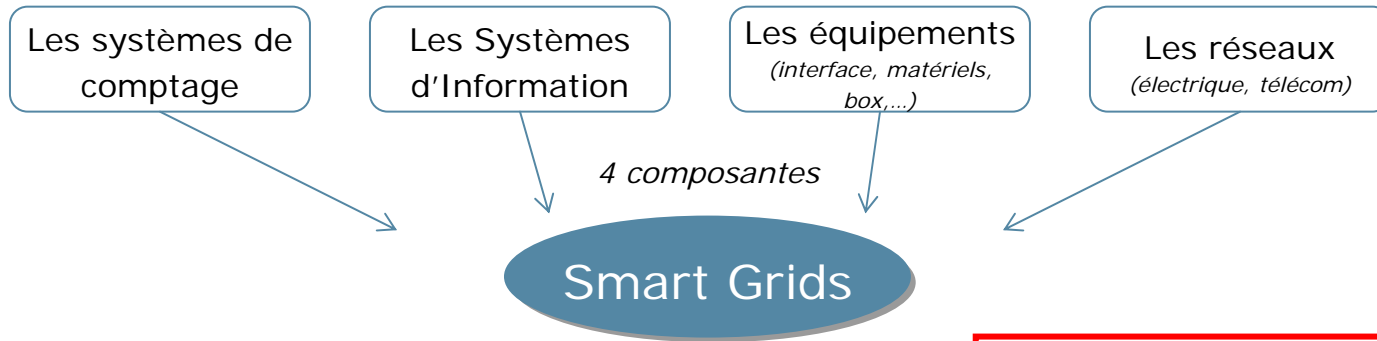 Les systèmes de
comptage
Les Systèmes
d'Information
Les équipements
(interface, matériels,
box,...)
Les réseaux
(électrique, télécom)
4 composantes
Smart Grids